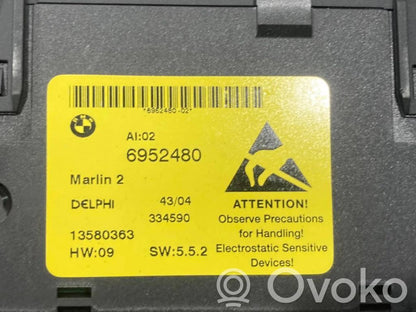 *6952480-02*
AI:02
6952480
Marlin 2
DELPHI 43/04
334590
13580363
HW:09 SW:5.5.2
ATTENTION!
Observe Precautions
for Handling!
Electrostatic Sensitive
Devices!
Ovoko